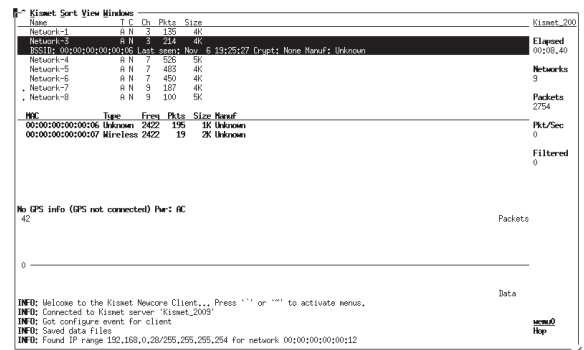 ~ Kismet Sort View Windows
Name T C Ch Pkts Size
Kismet_200
Network-1 A N 3 135 4K
Network-3 A N 3 214 4K
BSSID: 00:00:00:00:00:06 Last seen: Nov 6 19:25:27 Crypt: None Manuf: Unknown
Network-4 A N 7 526 5K
Network-5 A N 7 483 4K
Network-6 A N 7 450 4K
. Network-7 A N 9 187 4K
. Network-8 A N 9 100 5K
Elapsed
00:08.40
Networks
9
Packets
2754
Pkt/Sec
0
Filtered
0
MAC Type Freq Pkts Size Manuf
00:00:00:00:00:06 Unknown 2422 195 1K Unknown
00:00:00:00:00:07 Wireless 2422 19 2K Unknown
No GPS info (GPS not connected) Pwr: AC
42 Packets
0
Data
INFO: Welcome to the Kismet Newcore Client... Press '`' or '~' to activate menus.
INFO: Connected to Kismet server 'Kismet_2009'
INFO: Got configure event for client
INFO: Saved data files
INFO: Found IP range 192.168.0.28/255.255.255.254 for network 00:00:00:00:00:12
wemu0
Hop